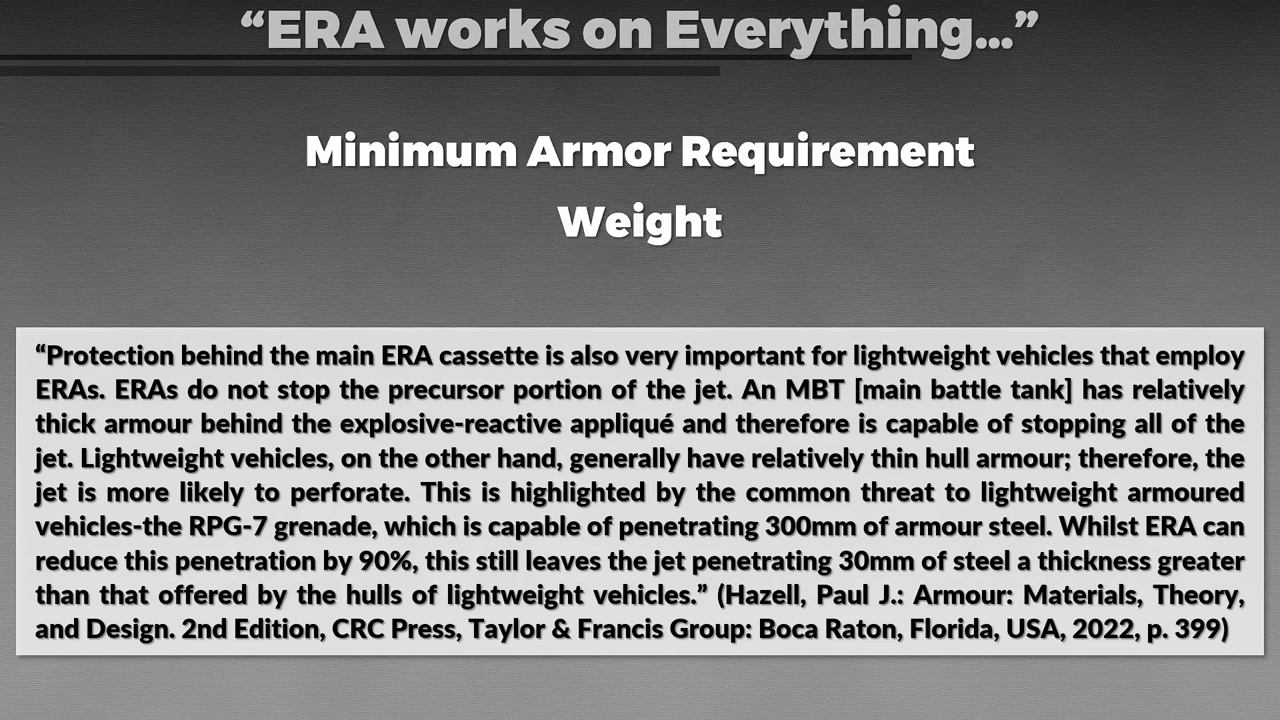 “ERA works on Everything...”
Minimum Armor Requirement
Weight
“Protection behind the main ERA cassette is also very important for lightweight vehicles that employ
ERAs. ERAs do not stop the precursor portion of the jet. An MBT [main battle tank] has relatively
thick armour behind the explosive-reactive appliqué and therefore is capable of stopping all of the
jet. Lightweight vehicles, on the other hand, generally have relatively thin hull armour; therefore, the
jet is more likely to perforate. This is highlighted by the common threat to lightweight armoured
vehicles-the RPG-7 grenade, which is capable of penetrating 300mm of armour steel. Whilst ERA can
reduce this penetration by 90%, this still leaves the jet penetrating 30mm of steel a thickness greater
than that offered by the hulls of lightweight vehicles.” (Hazell, Paul J.: Armour: Materials, Theory,
and Design. 2nd Edition, CRC Press, Taylor & Francis Group: Boca Raton, Florida, USA, 2022, p. 399)